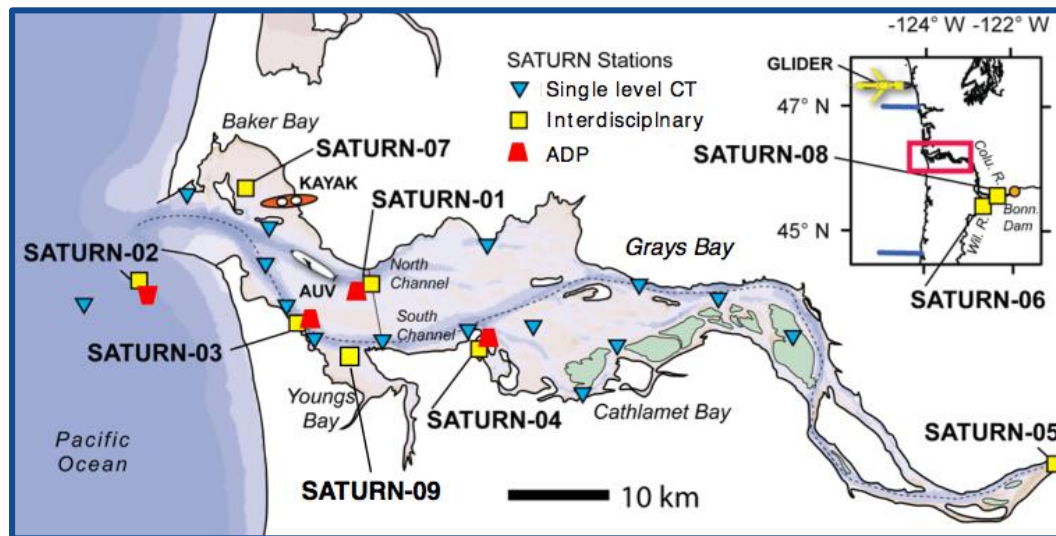 SATURN Stations
Single level CT
Interdisciplnary
ADP
-124° W
-122° W
GLIDER
47° N
45° N
SATURN-08
Colu. R.
Wil. R.
Bonn.
Dam
SATURN-06
Baker Bay
SATURN-07
KAYAK
SATURN-01
SATURN-02
AUV
North
Channel
Grays Bay
South
Channel
SATURN-03
Youngs
Bay
SATURN-04
Cathlamet Bay
SATURN-05
Pacific
Ocean
SATURN-09
10 km